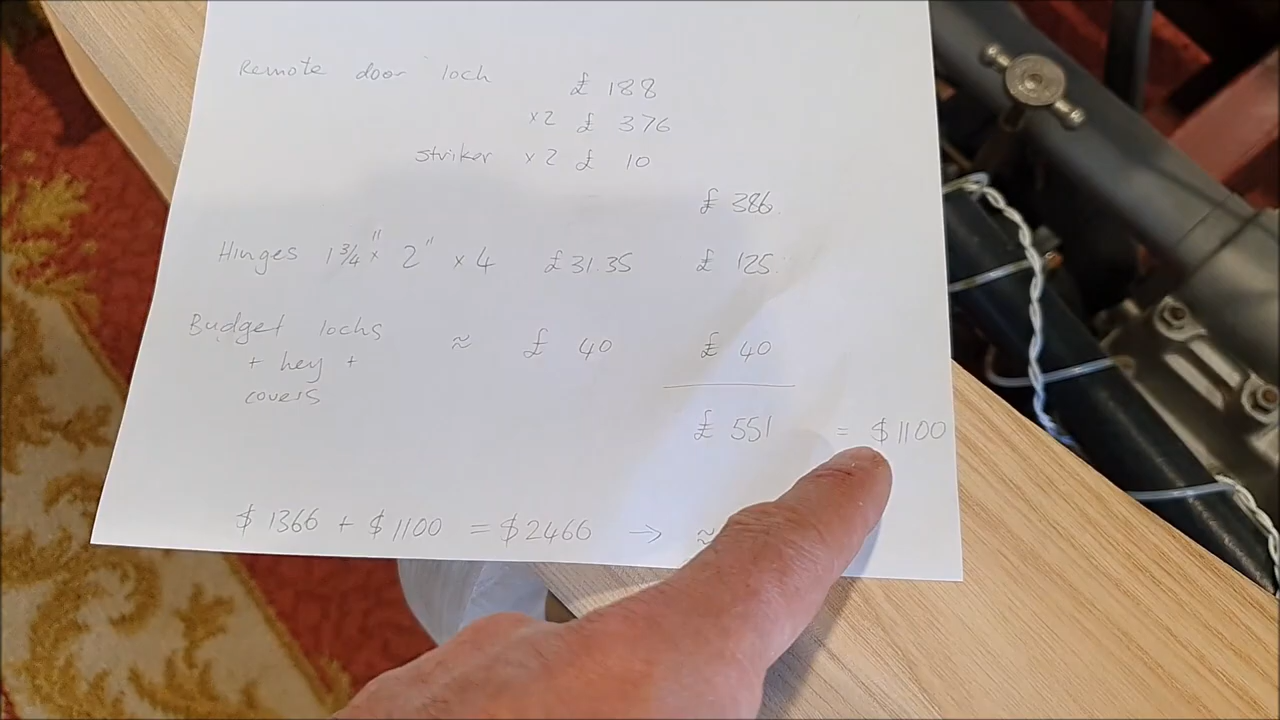 Remote door lock £ 188
x2 £ 376
striker x2 £ 10
£ 386.
Hinges 1¾" x 2" x 4 £31.35 £ 125.
Budget locks ≈ £ 40 £ 40
+ key +
covers
£ 551 = $1100
$1366 + $1100 = $2466 → ≈